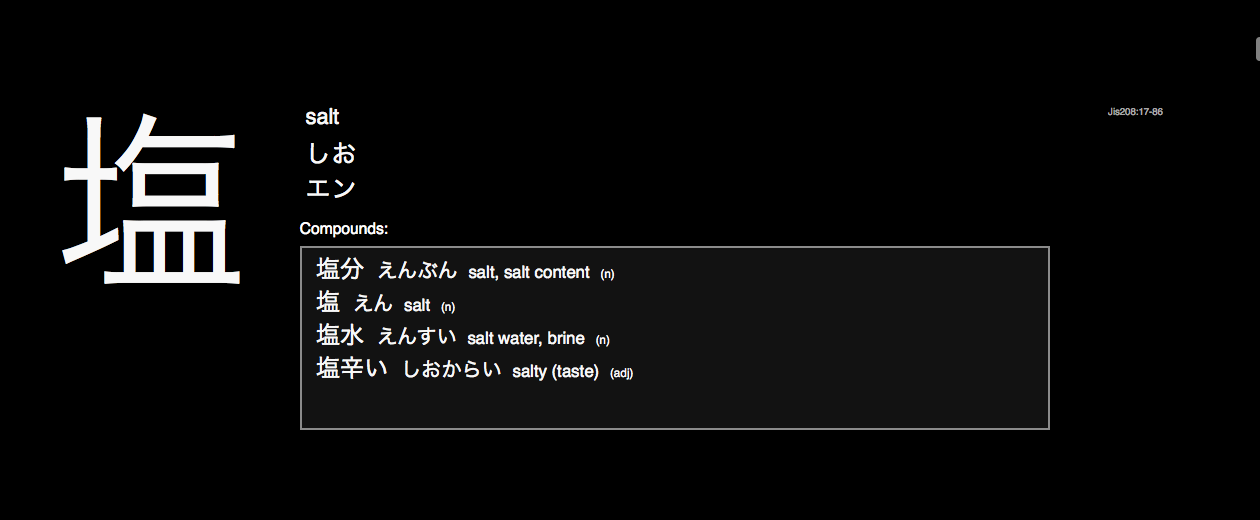 塩
salt
しお
エン
Jis208:17-86
Compounds:
塩分 えんぶん salt, salt content (n)
塩 えん salt (n)
塩水 えんすい salt water, brine (n)
塩辛い しおからい salty (taste) (adj)